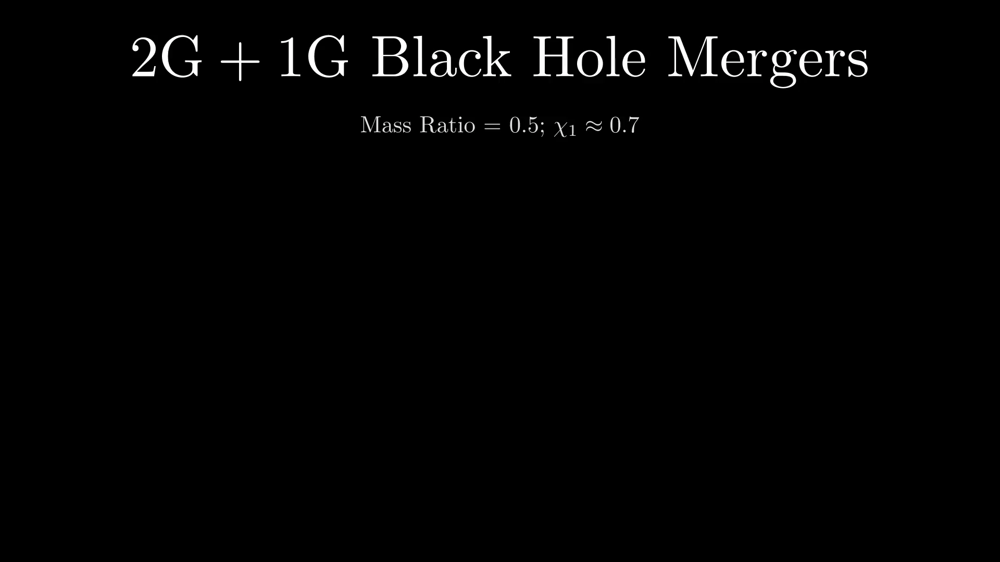 2G + 1G Black Hole Mergers
Mass Ratio = 0.5; χ₁ ≈ 0.7